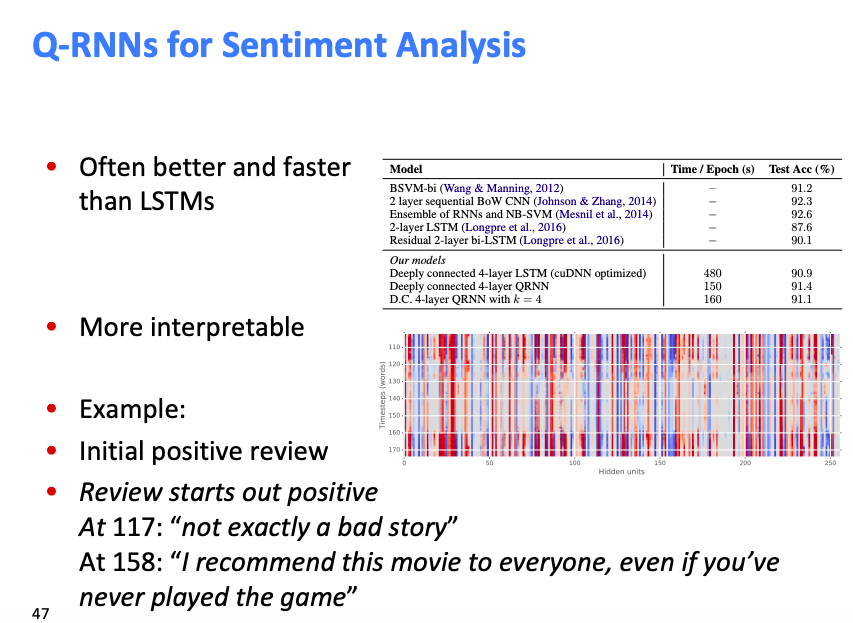 Q-RNNs for Sentiment Analysis
• Often better and faster
than LSTMs
Model Time / Epoch (s) Test Acc (%)
BSVM-bi (Wang & Manning, 2012) − 91.2
2 layer sequential BoW CNN (Johnson & Zhang, 2014) − 92.3
Ensemble of RNNs and NB-SVM (Mesnil et al., 2014) − 92.6
2-layer LSTM (Longpre et al., 2016) − 87.6
Residual 2-layer bi-LSTM (Longpre et al., 2016) − 90.1
Our models
Deeply connected 4-layer LSTM (cuDNN optimized) 480 90.9
Deeply connected 4-layer QRNN 150 91.4
D.C. 4-layer QRNN with k = 4 160 91.1
• More interpretable
Timesteps (words)
110
120
130
140
150
160
170
0 50 100 150 200 250
Hidden units
• Example:
• Initial positive review
• Review starts out positive
At 117: “not exactly a bad story”
At 158: “I recommend this movie to everyone, even if you’ve
never played the game”
47